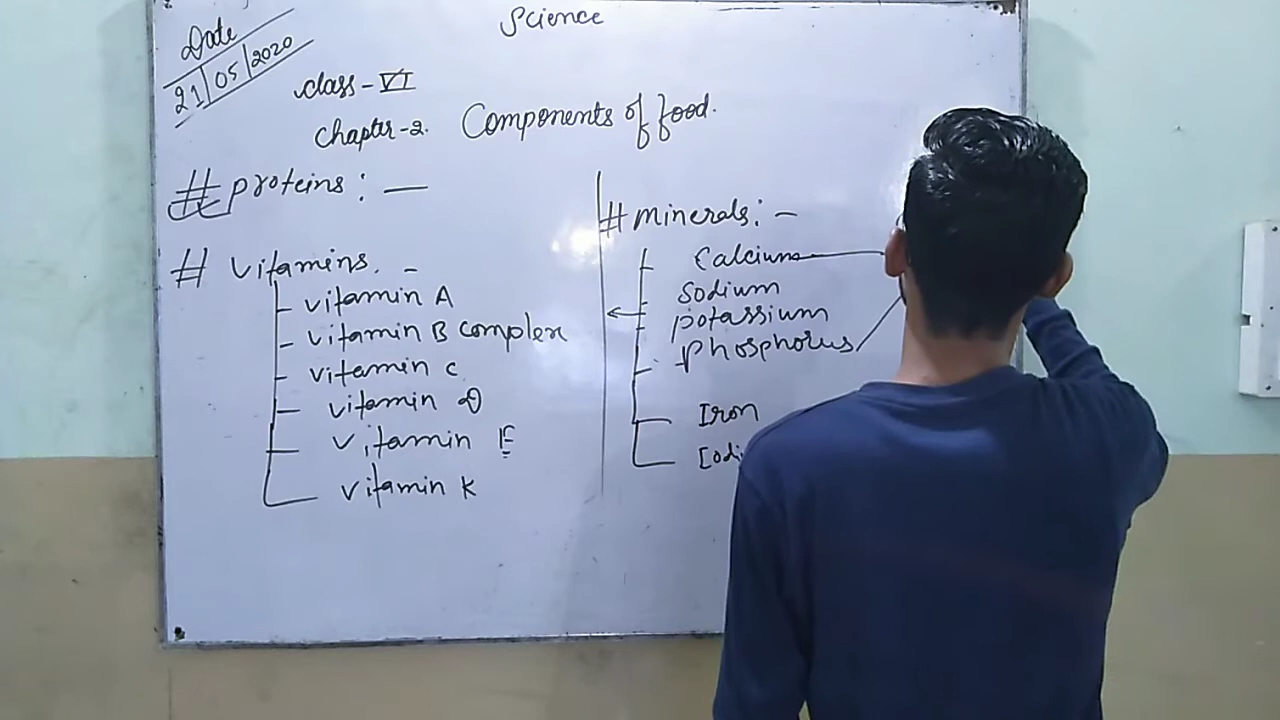 Science
Date
21/05/2020
class-VI
Chapter-2. Components of food.
# proteins: —
# vitamins. -
vitamin A
vitamin B complex
vitamin c
vitamin D
vitamin E
vitamin K
# minerals: -
Calcium
Sodium
potassium
phosphorus
Iron